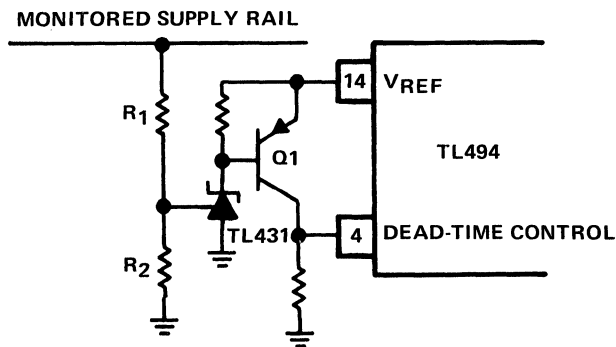 MONITORED SUPPLY RAIL
14
VREF
R1
Q1
TL494
TL431
4
DEAD-TIME CONTROL
R2